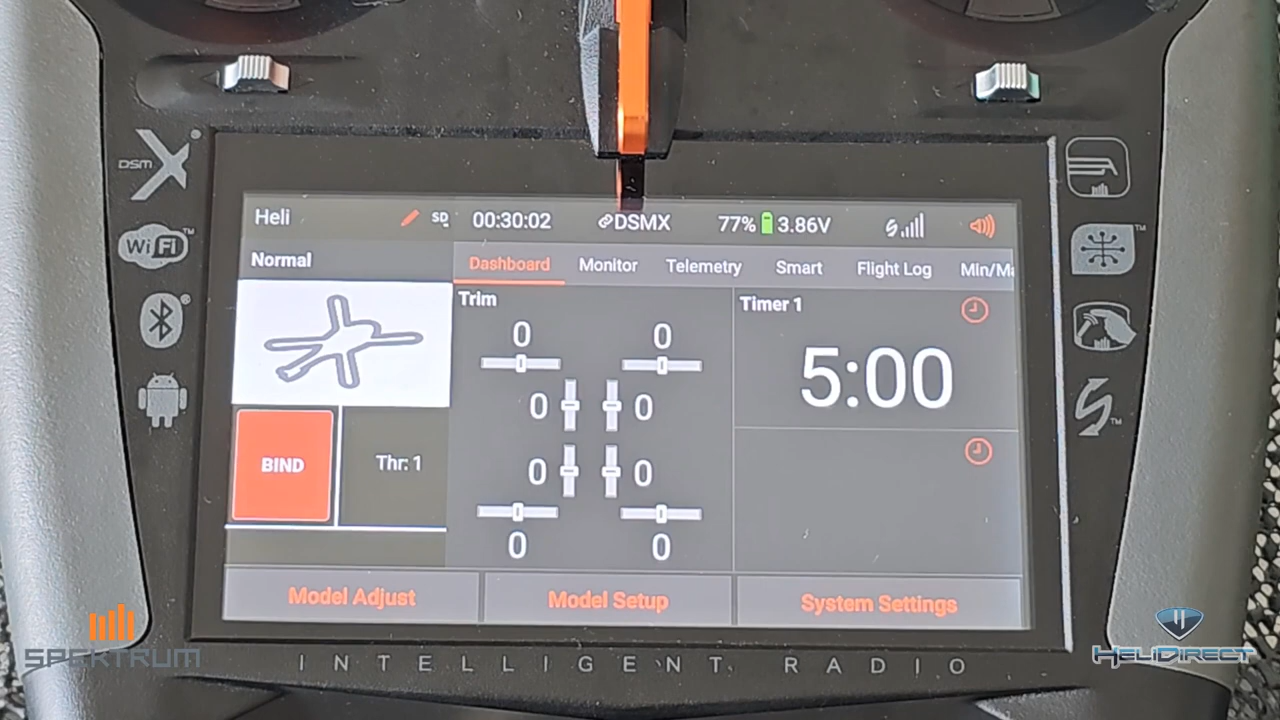 DSM X
WiFi™
Heli SD 00:30:02 DSMX 77% 3.86V
Normal
Dashboard Monitor Telemetry Smart Flight Log Min/Ma
Trim
0 0
0 0
0 0
0 0
Timer 1
5:00
BIND
Thr: 1
Model Adjust Model Setup System Settings
SPEKTRUM
HELIDIRECT
INTELLIGENT RADIO